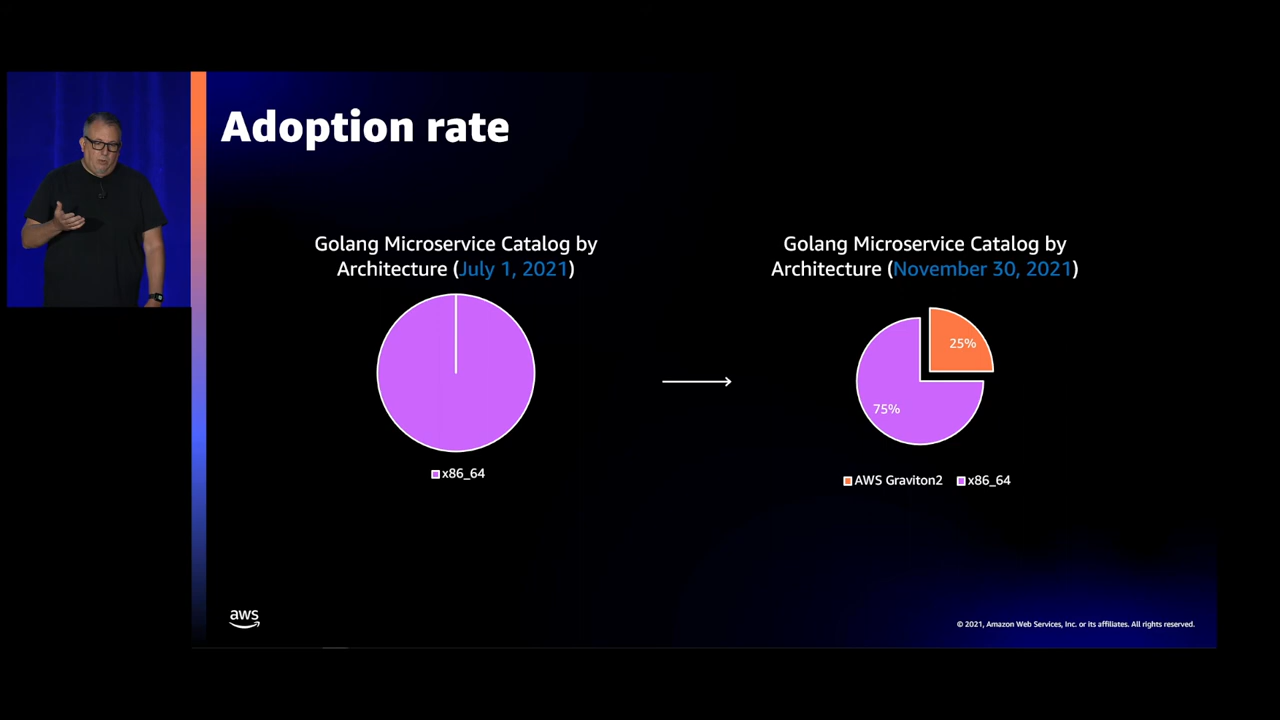 Adoption rate
Golang Microservice Catalog by
Architecture (July 1, 2021)
x86_64
Golang Microservice Catalog by
Architecture (November 30, 2021)
25%
75%
AWS Graviton2 x86_64
aws
© 2021, Amazon Web Services, Inc. or its affiliates. All rights reserved.